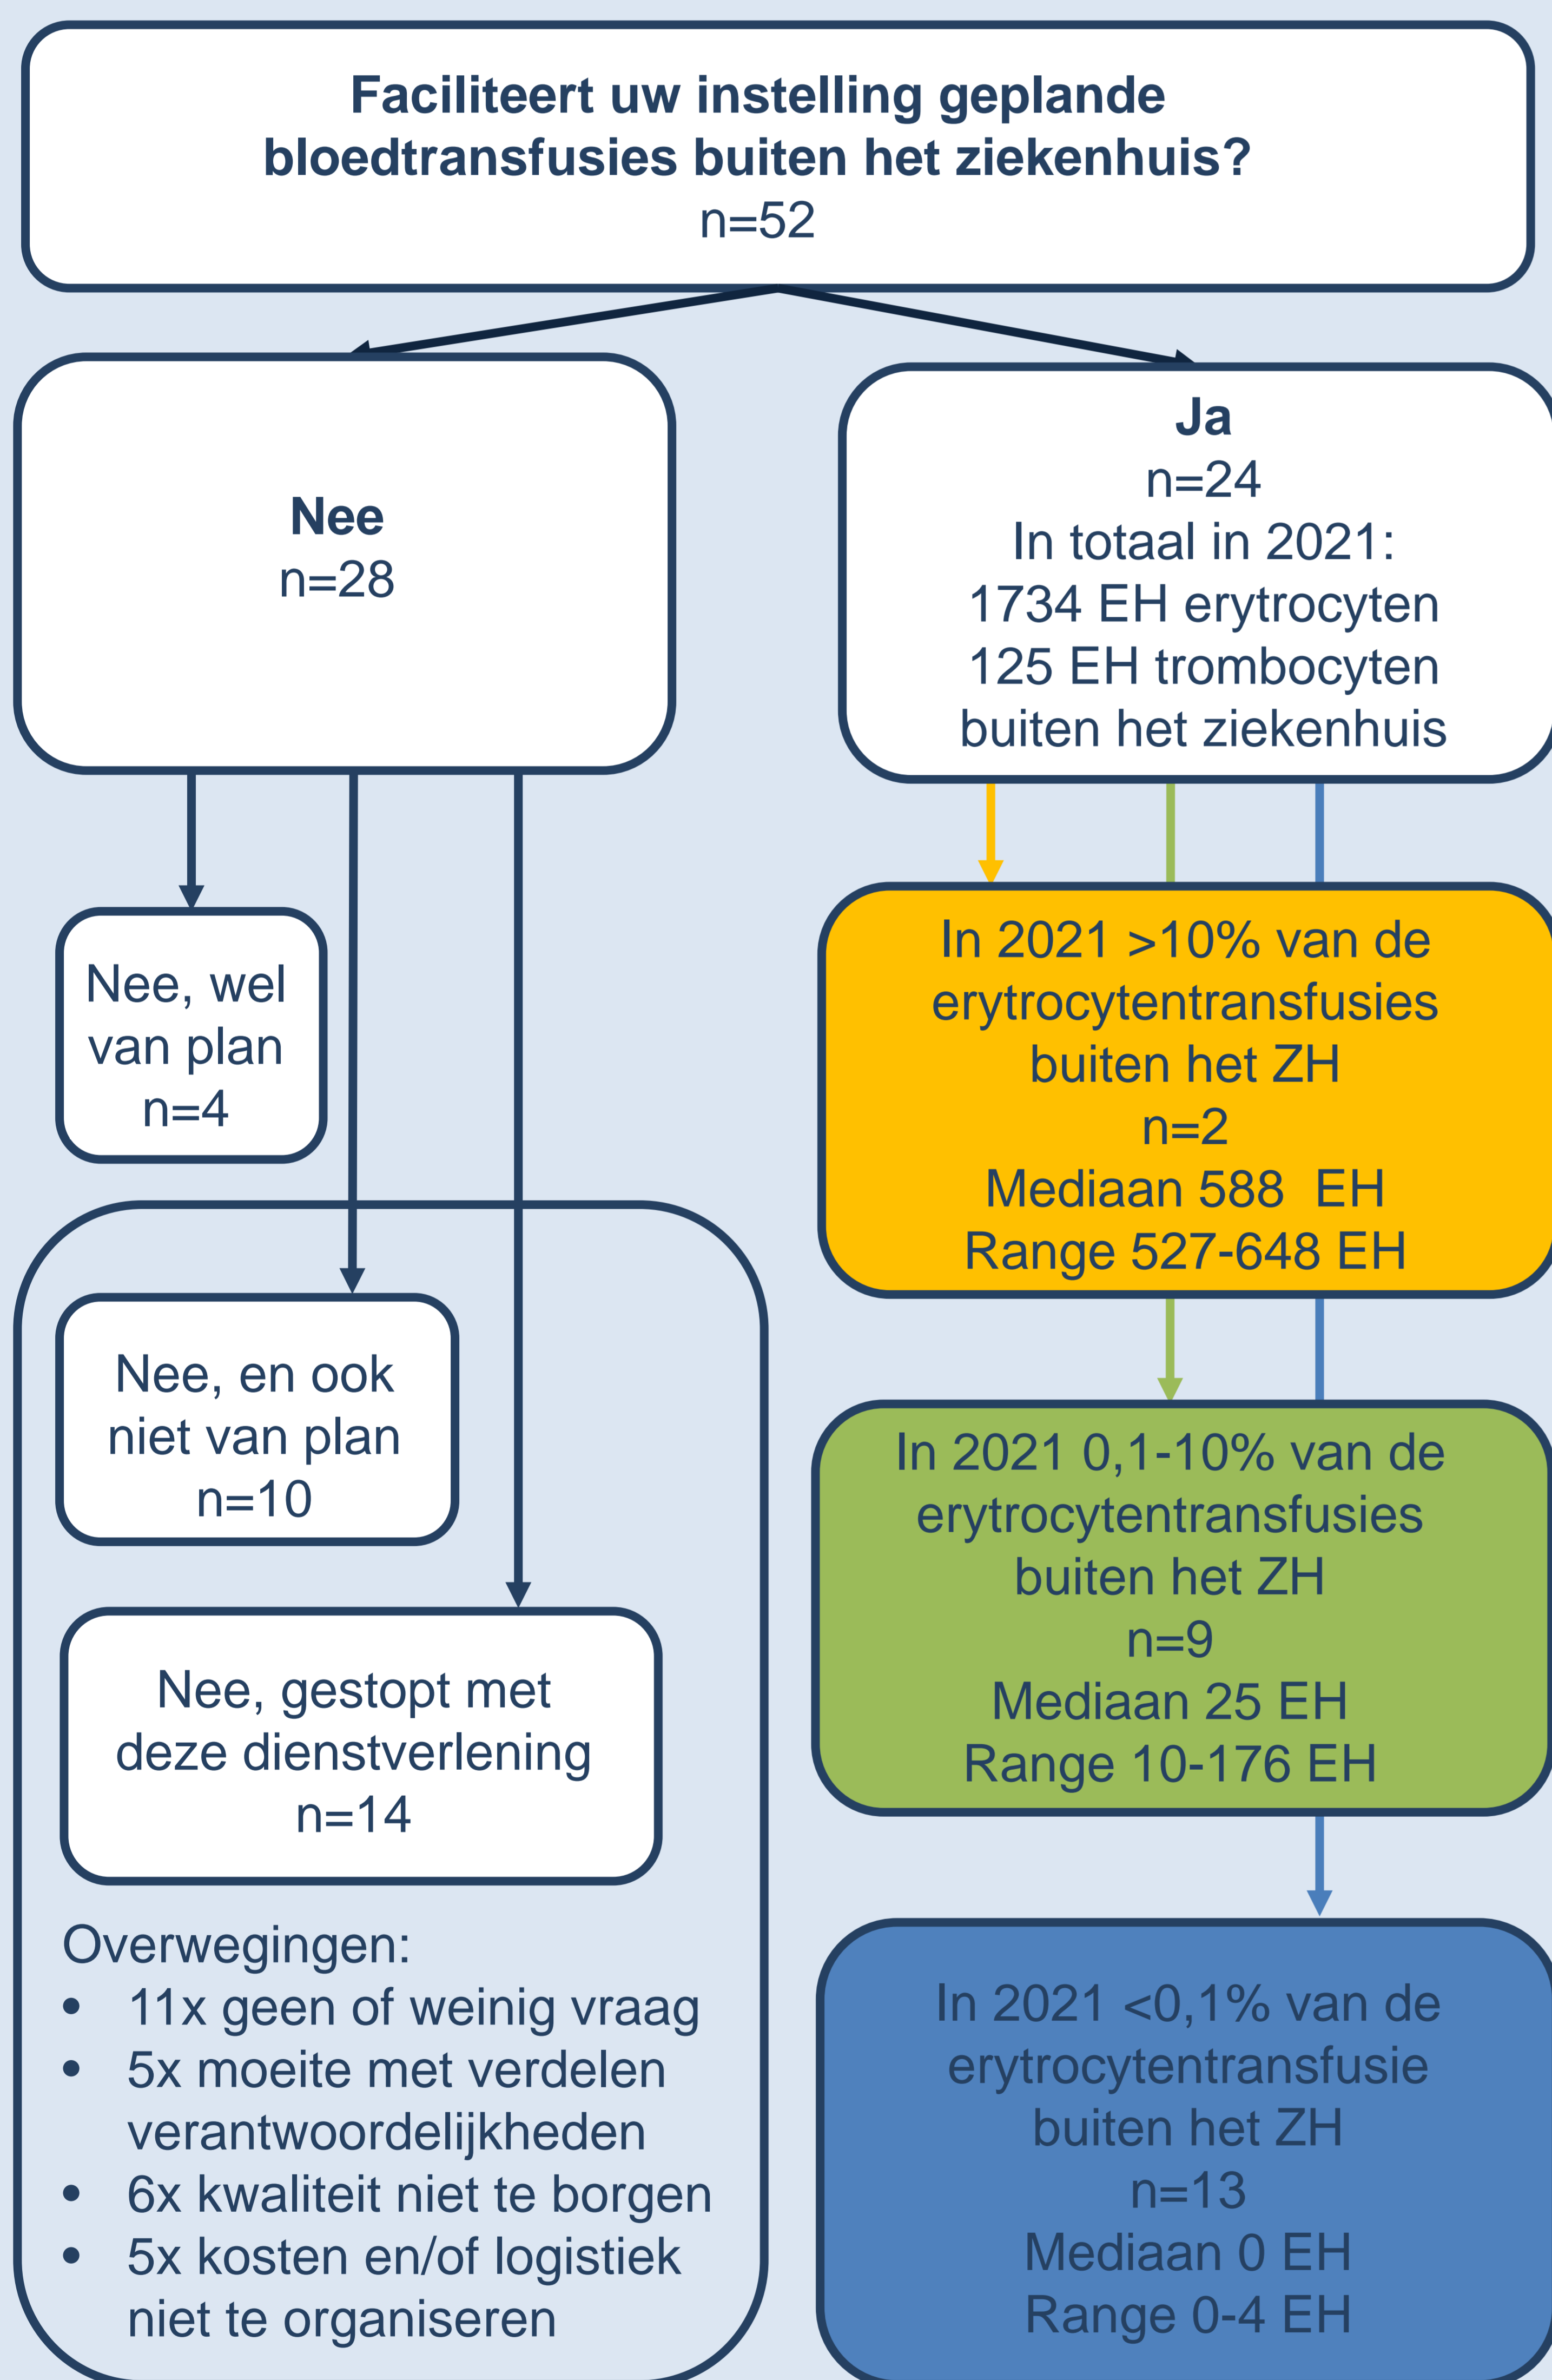 Faciliteert uw instelling geplande
bloedtransfusies buiten het ziekenhuis?
n=52
Nee
n=28
Ja
n=24
In totaal in 2021:
1734 EH erytrocyten
125 EH trombocyten
buiten het ziekenhuis
Nee, wel
van plan
n=4
Nee, en ook
niet van plan
n=10
Nee, gestopt met
deze dienstverlening
n=14
Overwegingen:
• 11x geen of weinig vraag
• 5x moeite met verdelen
verantwoordelijkheden
• 6x kwaliteit niet te borgen
• 5x kosten en/of logistiek
niet te organiseren
In 2021 >10% van de
erytrocytentransfusies
buiten het ZH
n=2
Mediaan 588 EH
Range 527-648 EH
In 2021 0,1-10% van de
erytrocytentransfusies
buiten het ZH
n=9
Mediaan 25 EH
Range 10-176 EH
In 2021 <0,1% van de
erytrocytentransfusie
buiten het ZH
n=13
Mediaan 0 EH
Range 0-4 EH